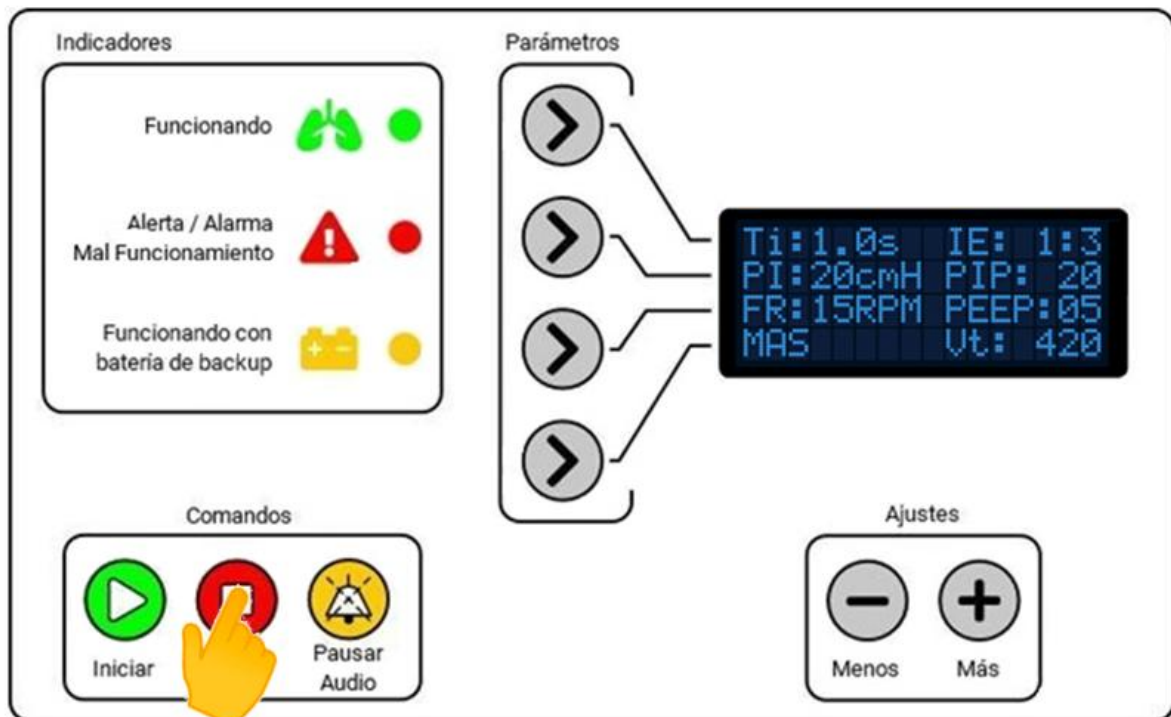 Indicadores
Funcionando
Alerta / Alarma
Mal Funcionamiento
Funcionando con
batería de backup
Parámetros
Ti:1.0s IE: 1:3
PI:20cmH PIP: 20
FR:15RPM PEEP:05
MAS Vt: 420
Comandos
Iniciar
Pausar
Audio
Ajustes
Menos
Más